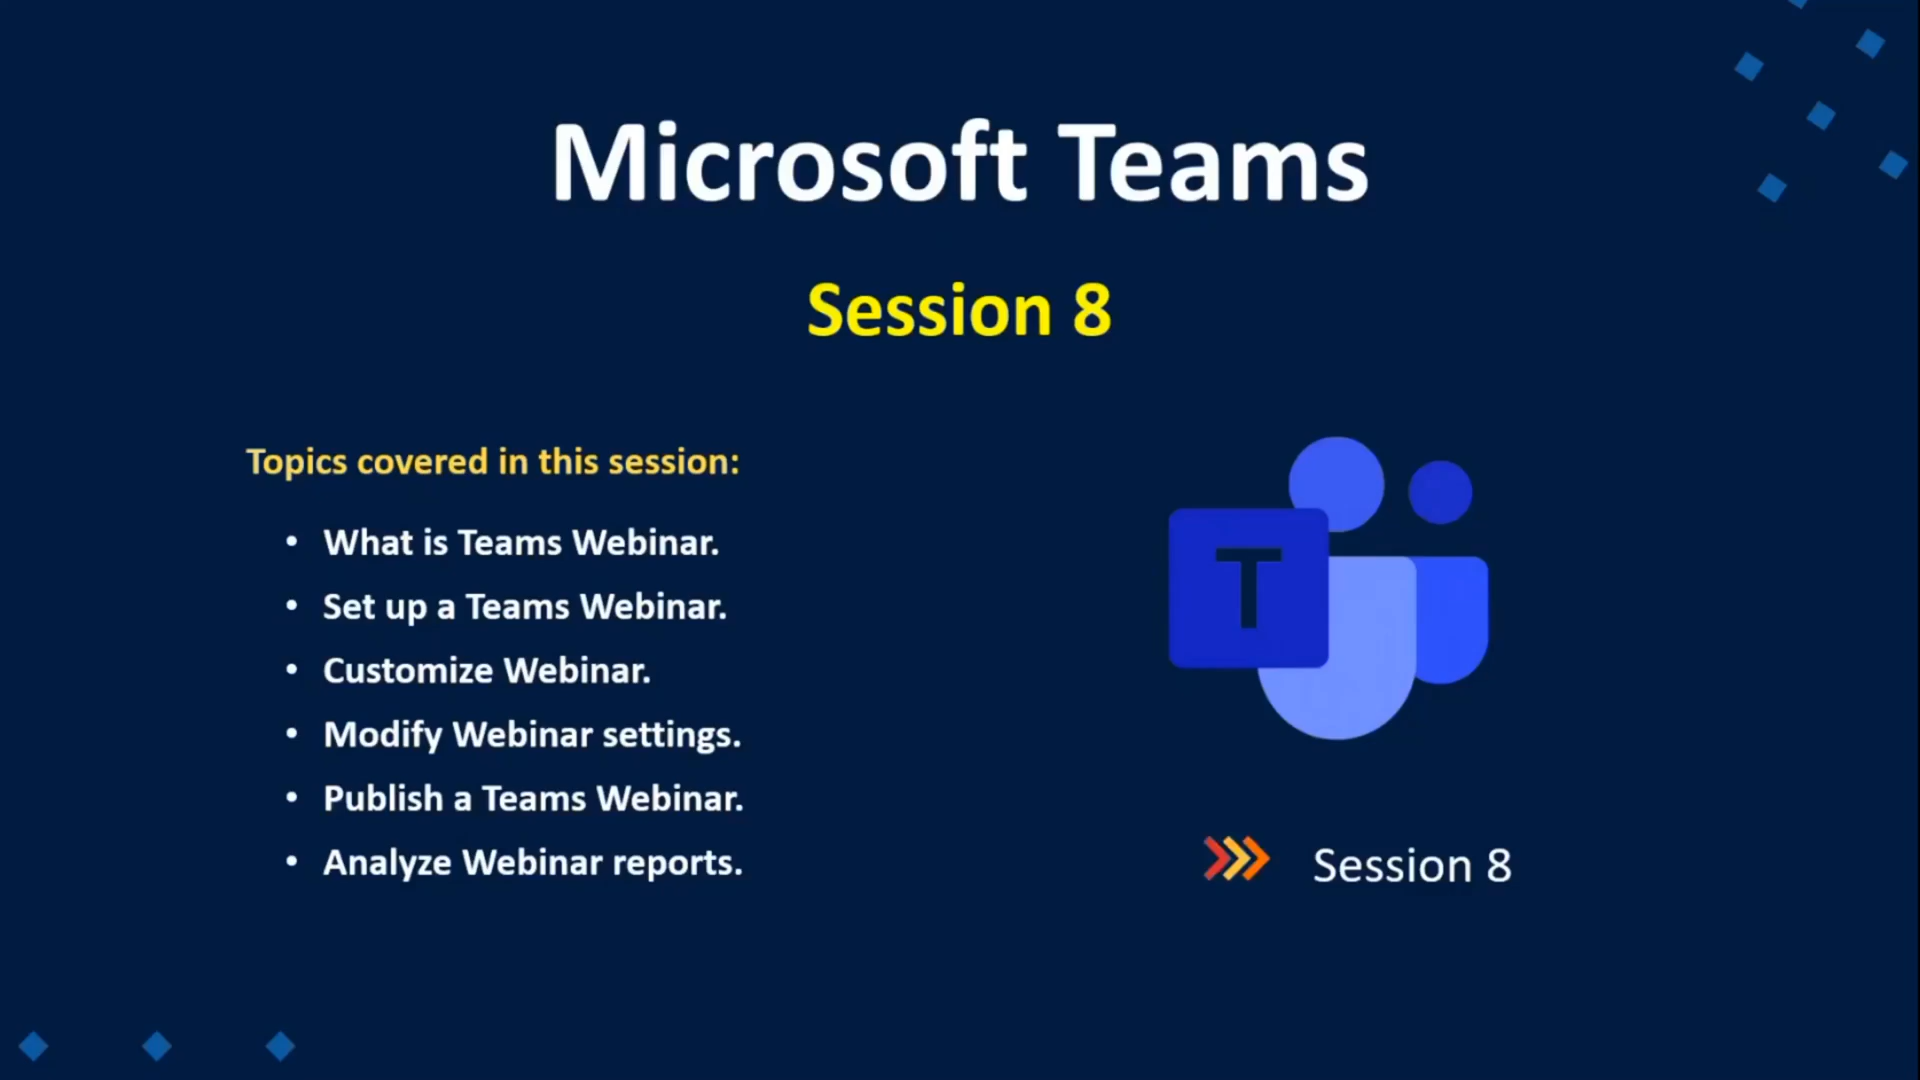 Microsoft Teams
Session 8
Topics covered in this session:
• What is Teams Webinar.
• Set up a Teams Webinar.
• Customize Webinar.
• Modify Webinar settings.
• Publish a Teams Webinar.
• Analyze Webinar reports.
T
Session 8